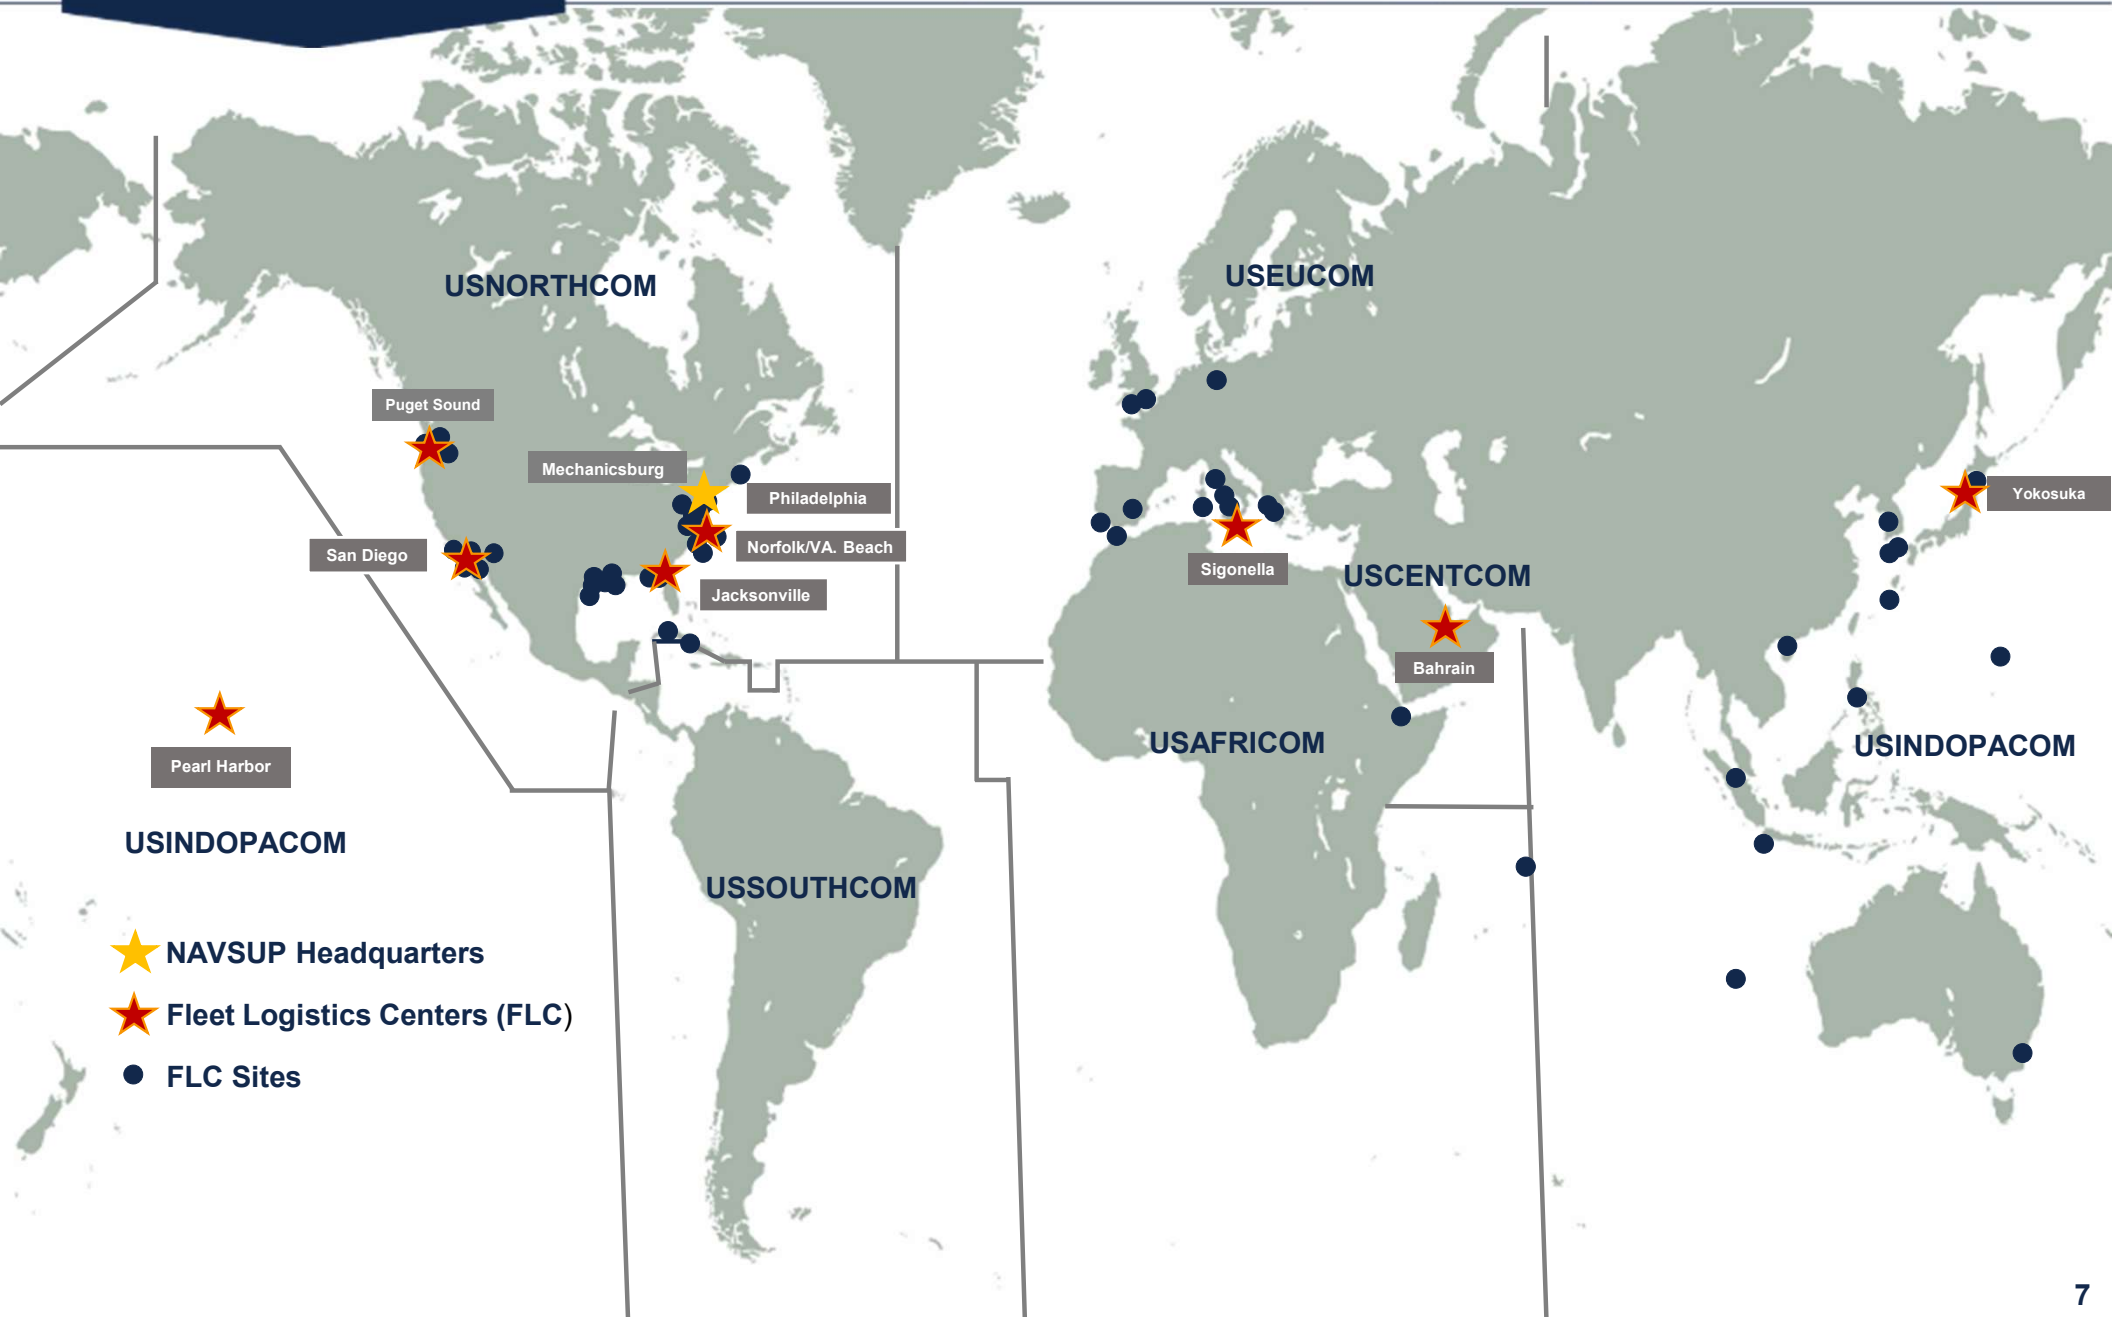 USNORTHCOM
USEUCOM
Puget Sound
Mechanicsburg
Philadelphia
Yokosuka
Norfolk/VA. Beach
San Diego
Sigonella
USCENTCOM
Jacksonville
Bahrain
USAFRICOM
USINDOPACOM
Pearl Harbor
USINDOPACOM
USSOUTHCOM
NAVSUP Headquarters
Fleet Logistics Centers (FLC)
FLC Sites
7